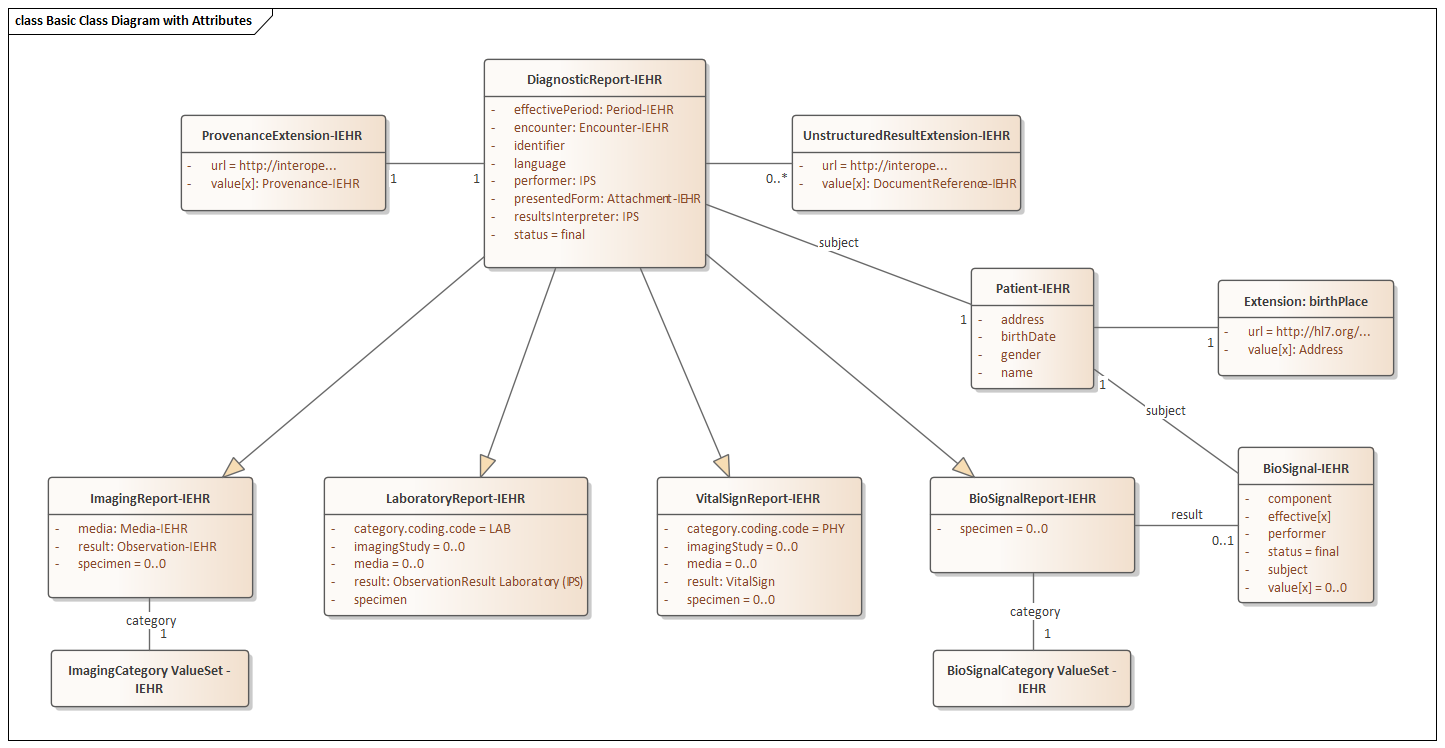 class Basic Class Diagram with Attributes
DiagnosticReport-IEHR
- effectivePeriod: Period-IEHR
- encounter: Encounter-IEHR
- identifier
- language
- performer: IPS
- presentedForm: Attachment-IEHR
- resultsInterpreter: IPS
- status = final
ProvenanceExtension-IEHR
- url = http://interope...
- value[x]: Provenance-IEHR
1
1
UnstructuredResultExtension-IEHR
- url = http://interope...
- value[x]: DocumentReference-IEHR
0..*
subject
1
Patient-IEHR
- address
- birthDate
- gender
- name
Extension: birthPlace
- url = http://hl7.org/...
- value[x]: Address
1
1
subject
BioSignal-IEHR
- component
- effective[x]
- performer
- status = final
- subject
- value[x] = 0..0
ImagingReport-IEHR
- media: Media-IEHR
- result: Observation-IEHR
- specimen = 0..0
LaboratoryReport-IEHR
- category.coding.code = LAB
- imagingStudy = 0..0
- media = 0..0
- result: ObservationResult Laboratory (IPS)
- specimen
VitalSignReport-IEHR
- category.coding.code = PHY
- imagingStudy = 0..0
- media = 0..0
- result: VitalSign
- specimen = 0..0
BioSignalReport-IEHR
- specimen = 0..0
result
0..1
category
1
ImagingCategory ValueSet -
IEHR
category
1
BioSignalCategory ValueSet -
IEHR